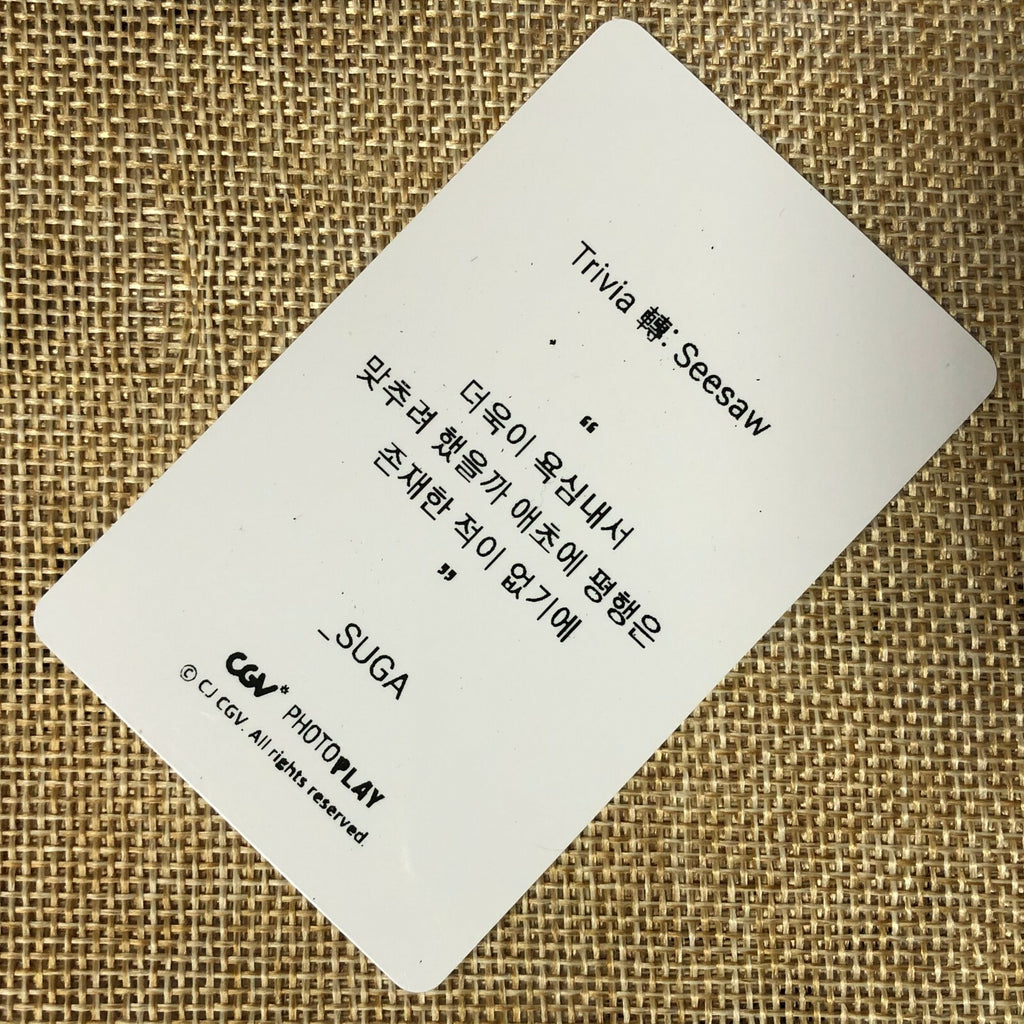 Trivia 轉: Seesaw
“
더욱이 욕심내서
맞추려 했을까 애초에 평행은
존재한 적이 없기에
”
_SUGA
CGV* PHOTOPLAY
© CJ CGV. All rights reserved.